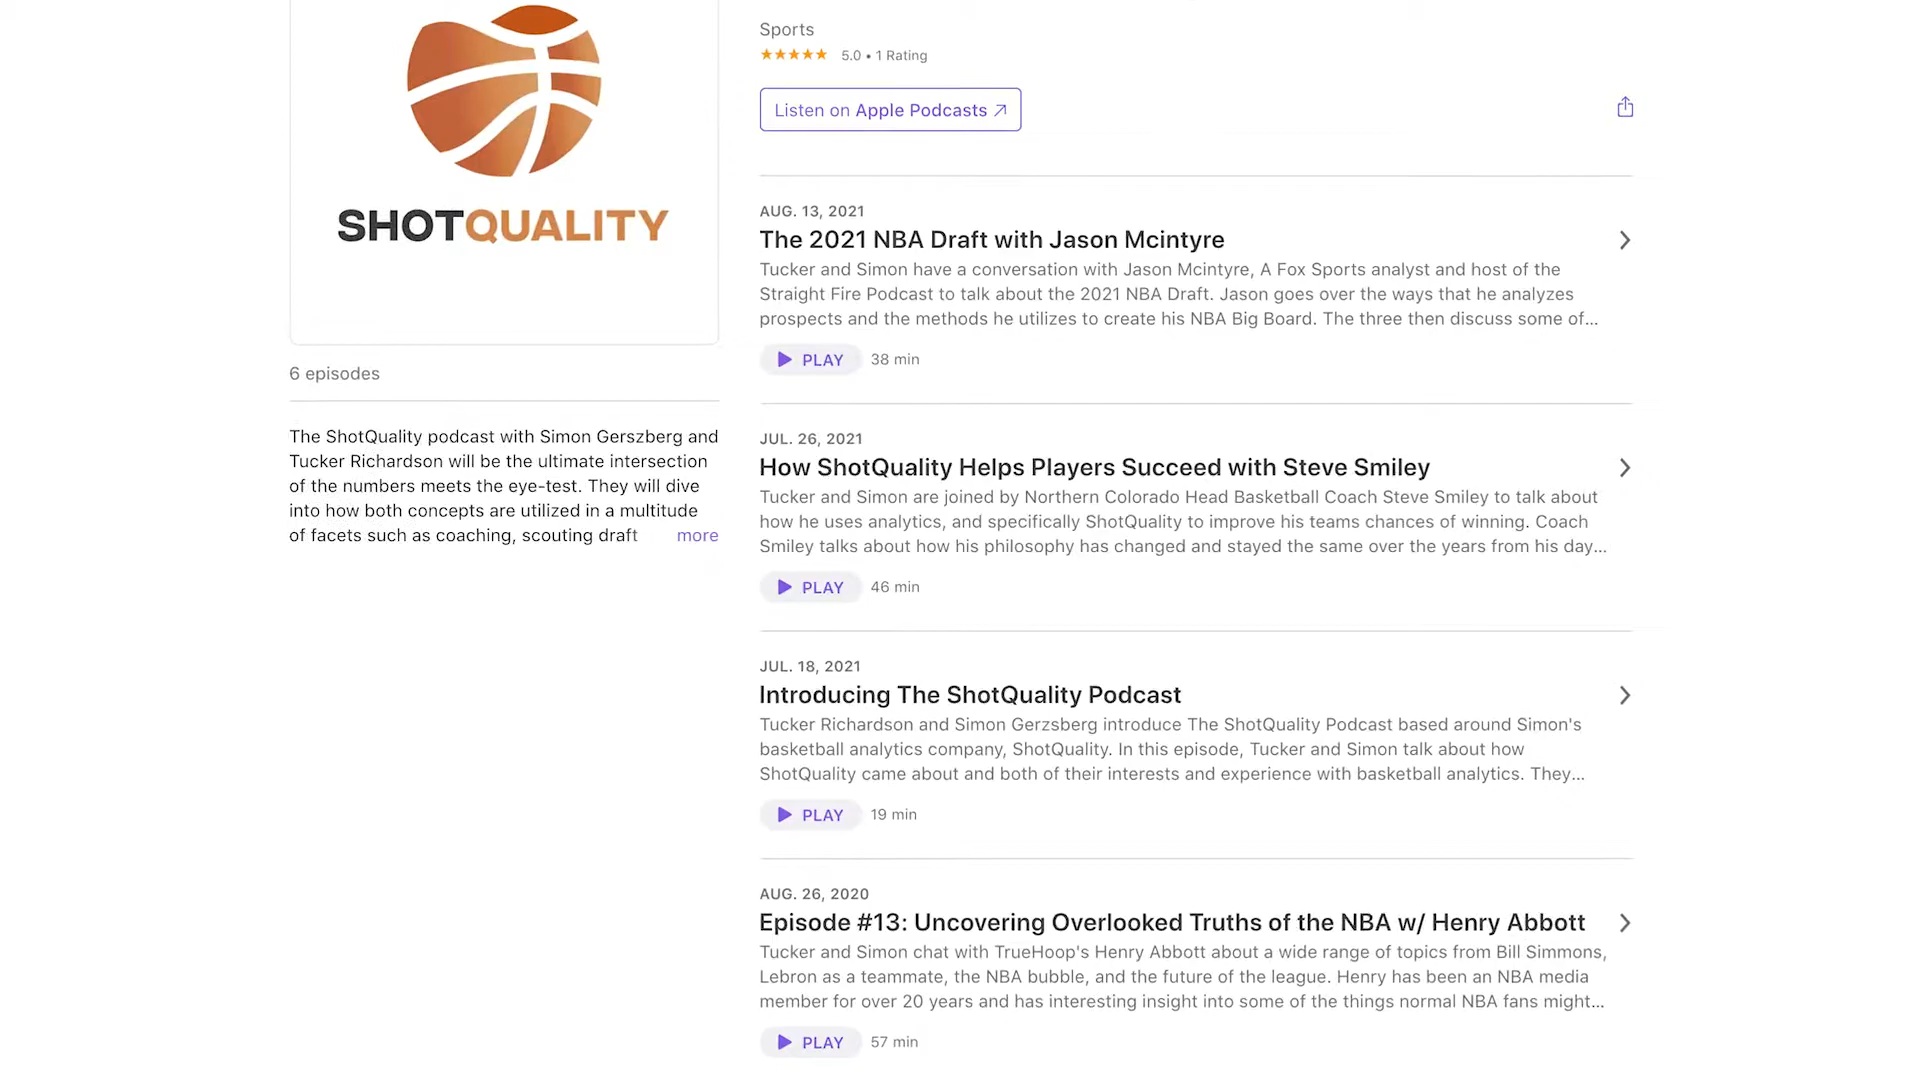 SHOTQUALITY
6 episodes
The ShotQuality podcast with Simon Gerszberg and
Tucker Richardson will be the ultimate intersection
of the numbers meets the eye-test. They will dive
into how both concepts are utilized in a multitude
of facets such as coaching, scouting draft more
Sports
★★★★★ 5.0 • 1 Rating
Listen on Apple Podcasts ↗
AUG. 13, 2021
The 2021 NBA Draft with Jason Mcintyre
Tucker and Simon have a conversation with Jason Mcintyre, A Fox Sports analyst and host of the
Straight Fire Podcast to talk about the 2021 NBA Draft. Jason goes over the ways that he analyzes
prospects and the methods he utilizes to create his NBA Big Board. The three then discuss some of...
PLAY 38 min
JUL. 26, 2021
How ShotQuality Helps Players Succeed with Steve Smiley
Tucker and Simon are joined by Northern Colorado Head Basketball Coach Steve Smiley to talk about
how he uses analytics, and specifically ShotQuality to improve his teams chances of winning. Coach
Smiley talks about how his philosophy has changed and stayed the same over the years from his day...
PLAY 46 min
JUL. 18, 2021
Introducing The ShotQuality Podcast
Tucker Richardson and Simon Gerzsberg introduce The ShotQuality Podcast based around Simon's
basketball analytics company, ShotQuality. In this episode, Tucker and Simon talk about how
ShotQuality came about and both of their interests and experience with basketball analytics. They...
PLAY 19 min
AUG. 26, 2020
Episode #13: Uncovering Overlooked Truths of the NBA w/ Henry Abbott
Tucker and Simon chat with TrueHoop's Henry Abbott about a wide range of topics from Bill Simmons,
Lebron as a teammate, the NBA bubble, and the future of the league. Henry has been an NBA media
member for over 20 years and has interesting insight into some of the things normal NBA fans might...
PLAY 57 min